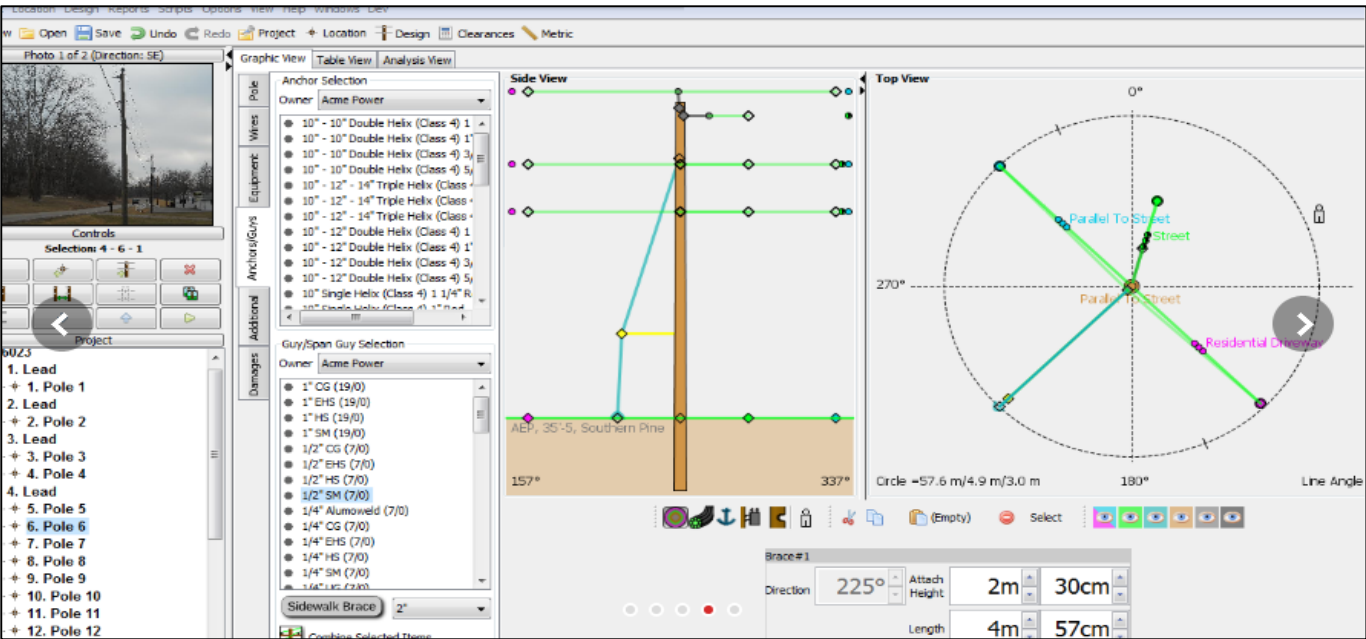 Location Design Reports Scripts Options View Help Windows Dev
w Open Save Undo Redo Project Location Design Clearances Metric
Photo 1 of 2 (Direction: SE)
Controls
Selection: 4 - 6 - 1
Project
6023
1. Lead
1. Pole 1
2. Lead
2. Pole 2
3. Lead
3. Pole 3
4. Pole 4
4. Lead
5. Pole 5
6. Pole 6
7. Pole 7
8. Pole 8
9. Pole 9
10. Pole 10
11. Pole 11
12. Pole 12
Graphic View Table View Analysis View
Pole
Wires
Equipment
Anchors/Guys
Additional
Damages
Anchor Selection
Owner Acme Power
10" - 10" Double Helix (Class 4) 1
10" - 10" Double Helix (Class 4) 1"
10" - 10" Double Helix (Class 4) 3/
10" - 10" Double Helix (Class 4) 5/
10" - 12" - 14" Triple Helix (Class
10" - 12" - 14" Triple Helix (Class
10" - 12" - 14" Triple Helix (Class
10" - 12" Double Helix (Class 4) 1
10" - 12" Double Helix (Class 4) 1"
10" - 12" Double Helix (Class 4) 3/
10" - 12" Double Helix (Class 4) 5/
10" Single Helix (Class 4) 1 1/4" R
10" Single Helix (Class 4) 1" Rod
Guy/Span Guy Selection
Owner Acme Power
1" CG (19/0)
1" EHS (19/0)
1" HS (19/0)
1" SM (19/0)
1/2" CG (7/0)
1/2" EHS (7/0)
1/2" HS (7/0)
1/2" SM (7/0)
1/4" Alumoweld (7/0)
1/4" CG (7/0)
1/4" EHS (7/0)
1/4" HS (7/0)
1/4" SM (7/0)
1/4" UG (7/0)
Sidewalk Brace 2"
Combine Selected Items
Side View
AEP, 35'-5, Southern Pine
157° 337°
Top View
0°
Parallel To Street
Street
270°
Parallel To Street
Residential Driveway
Circle =57.6 m/4.9 m/3.0 m 180° Line Angle
(Empty) Select
Brace#1
Direction 225° Attach Height 2m 30cm
Length 4m 57cm